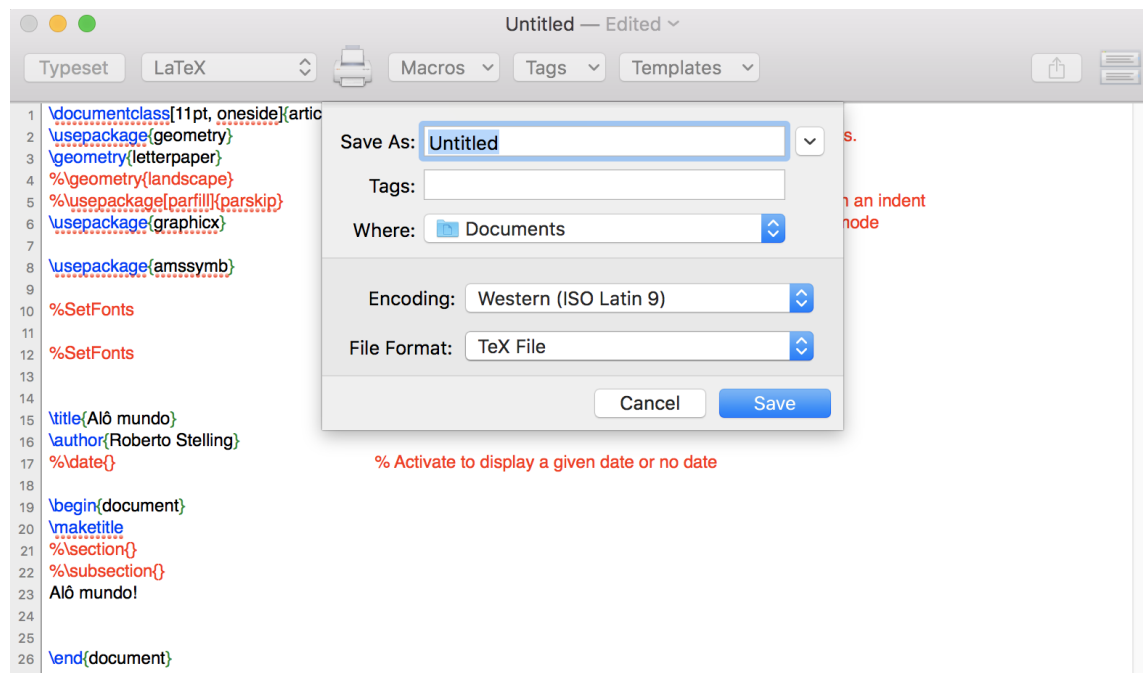 Untitled — Edited
Typeset LaTeX Macros Tags Templates
1 \documentclass[11pt, oneside]{artic
2 \usepackage{geometry} s.
3 \geometry{letterpaper}
4 %\geometry{landscape}
5 %\usepackage[parfill]{parskip} n an indent
6 \usepackage{graphicx} node
7
8 \usepackage{amssymb}
9
10 %SetFonts
11
12 %SetFonts
13
14
15 \title{Alô mundo}
16 \author{Roberto Stelling}
17 %\date{} % Activate to display a given date or no date
18
19 \begin{document}
20 \maketitle
21 %\section{}
22 %\subsection{}
23 Alô mundo!
24
25
26 \end{document}
Save As: Untitled
Tags:
Where: Documents
Encoding: Western (ISO Latin 9)
File Format: TeX File
Cancel Save